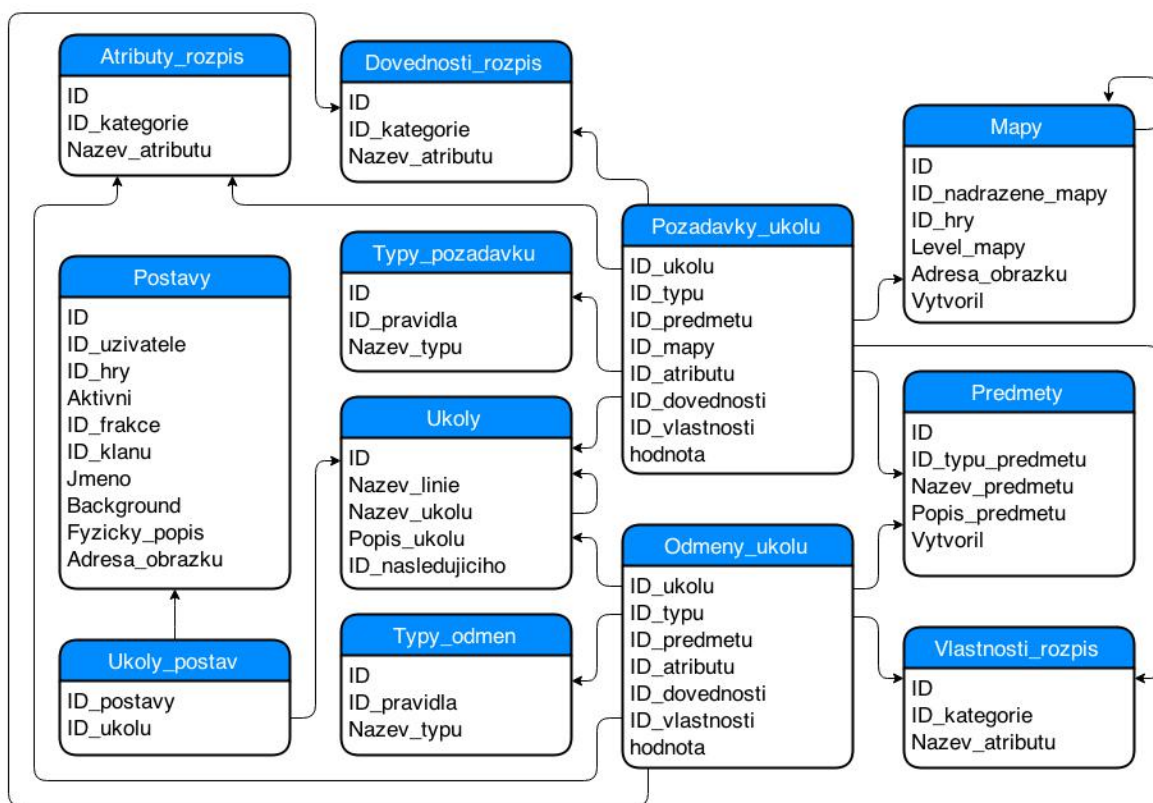 Atributy_rozpis
ID
ID_kategorie
Nazev_atributu
Dovednosti_rozpis
ID
ID_kategorie
Nazev_atributu
Mapy
ID
ID_nadrazene_mapy
ID_hry
Level_mapy
Adresa_obrazku
Vytvoril
Pozadavky_ukolu
ID_ukolu
ID_typu
ID_predmetu
ID_mapy
ID_atributu
ID_dovednosti
ID_vlastnosti
hodnota
Typy_pozadavku
ID
ID_pravidla
Nazev_typu
Postavy
ID
ID_uzivatele
ID_hry
Aktivni
ID_frakce
ID_klanu
Jmeno
Background
Fyzicky_popis
Adresa_obrazku
Predmety
ID
ID_typu_predmetu
Nazev_predmetu
Popis_predmetu
Vytvoril
Ukoly
ID
Nazev_linie
Nazev_ukolu
Popis_ukolu
ID_nasledujiciho
Odmeny_ukolu
ID_ukolu
ID_typu
ID_predmetu
ID_atributu
ID_dovednosti
ID_vlastnosti
hodnota
Typy_odmen
ID
ID_pravidla
Nazev_typu
Ukoly_postav
ID_postavy
ID_ukolu
Vlastnosti_rozpis
ID
ID_kategorie
Nazev_atributu